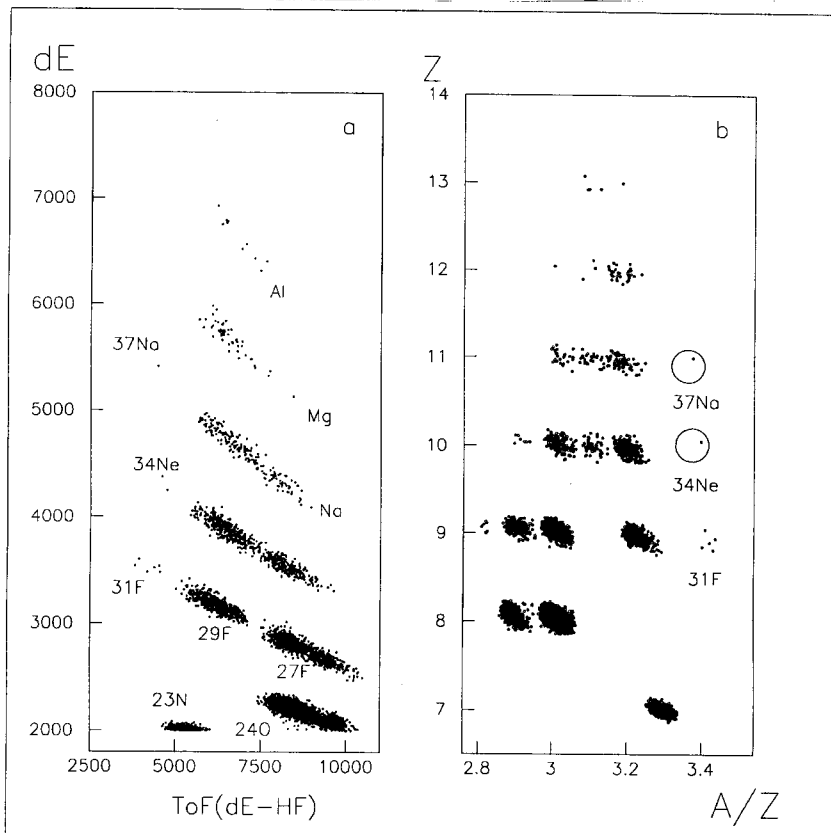 dE
8000
7000
6000
5000
4000
3000
2000
2500
5000
7500
10000
ToF(dE-HF)
a
Al
37Na
Mg
34Ne
Na
31F
29F
27F
23N
24O
Z
14
13
12
11
10
9
8
7
2.8
3
3.2
3.4
A/Z
b
37Na
34Ne
31F